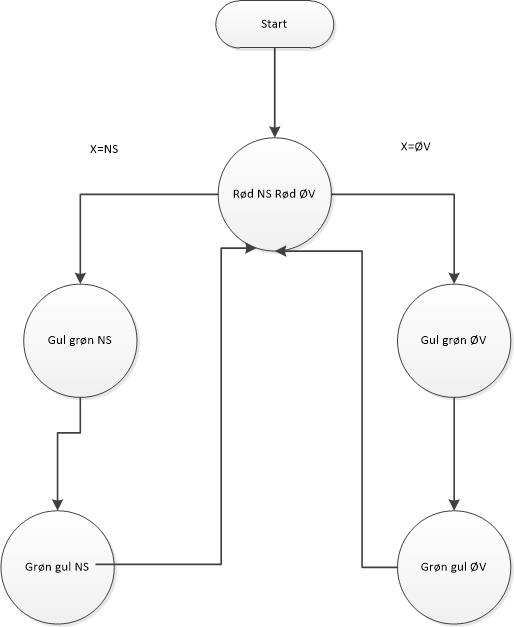 Start
X=NS
X=ØV
Rød NS Rød ØV
Gul grøn NS
Gul grøn ØV
Grøn gul NS
Grøn gul ØV